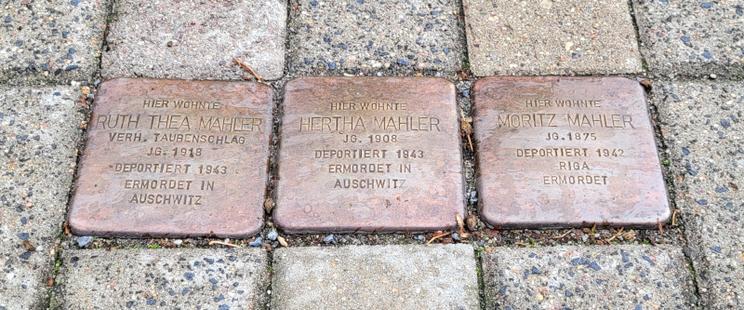 HIER WOHNTE
RUTH THEA MAHLER
VERH. TAUBENSCHLAG
JG. 1918
DEPORTIERT 1943
ERMORDET IN
AUSCHWITZ
HIER WOHNTE
HERTHA MAHLER
JG. 1908
DEPORTIERT 1943
ERMORDET IN
AUSCHWITZ
HIER WOHNTE
MORITZ MAHLER
JG. 1875
DEPORTIERT 1942
RIGA
ERMORDET